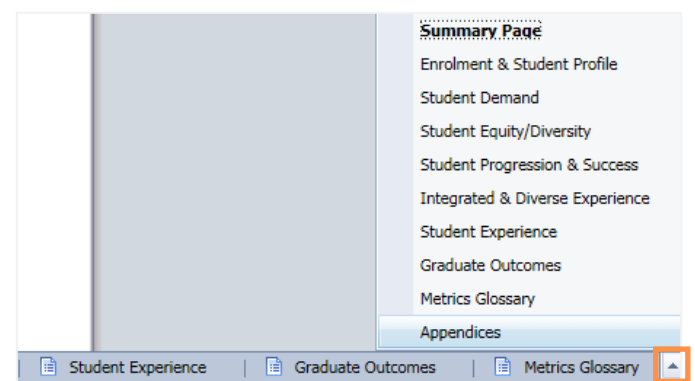 Summary Page
Enrolment & Student Profile
Student Demand
Student Equity/Diversity
Student Progression & Success
Integrated & Diverse Experience
Student Experience
Graduate Outcomes
Metrics Glossary
Appendices
| Student Experience | Graduate Outcomes | Metrics Glossary